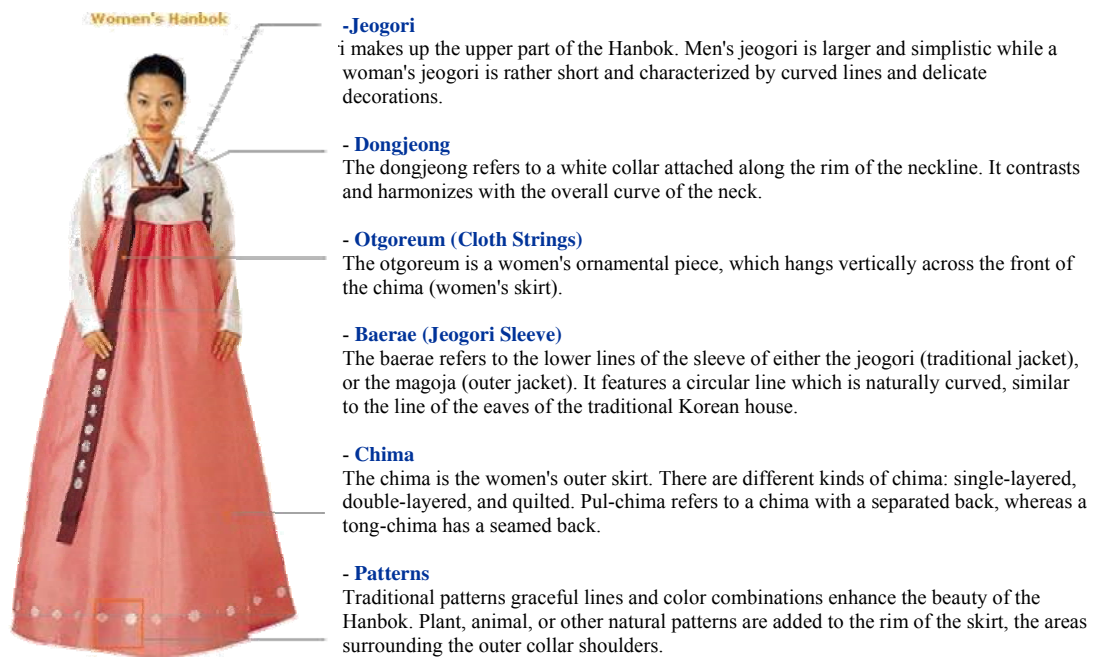 Women's Hanbok
-Jeogori
i makes up the upper part of the Hanbok. Men's jeogori is larger and simplistic while a
woman's jeogori is rather short and characterized by curved lines and delicate
decorations.
- Dongjeong
The dongjeong refers to a white collar attached along the rim of the neckline. It contrasts
and harmonizes with the overall curve of the neck.
- Otgoreum (Cloth Strings)
The otgoreum is a women's ornamental piece, which hangs vertically across the front of
the chima (women's skirt).
- Baerae (Jeogori Sleeve)
The baerae refers to the lower lines of the sleeve of either the jeogori (traditional jacket),
or the magoja (outer jacket). It features a circular line which is naturally curved, similar
to the line of the eaves of the traditional Korean house.
- Chima
The chima is the women's outer skirt. There are different kinds of chima: single-layered,
double-layered, and quilted. Pul-chima refers to a chima with a separated back, whereas a
tong-chima has a seamed back.
- Patterns
Traditional patterns graceful lines and color combinations enhance the beauty of the
Hanbok. Plant, animal, or other natural patterns are added to the rim of the skirt, the areas
surrounding the outer collar shoulders.